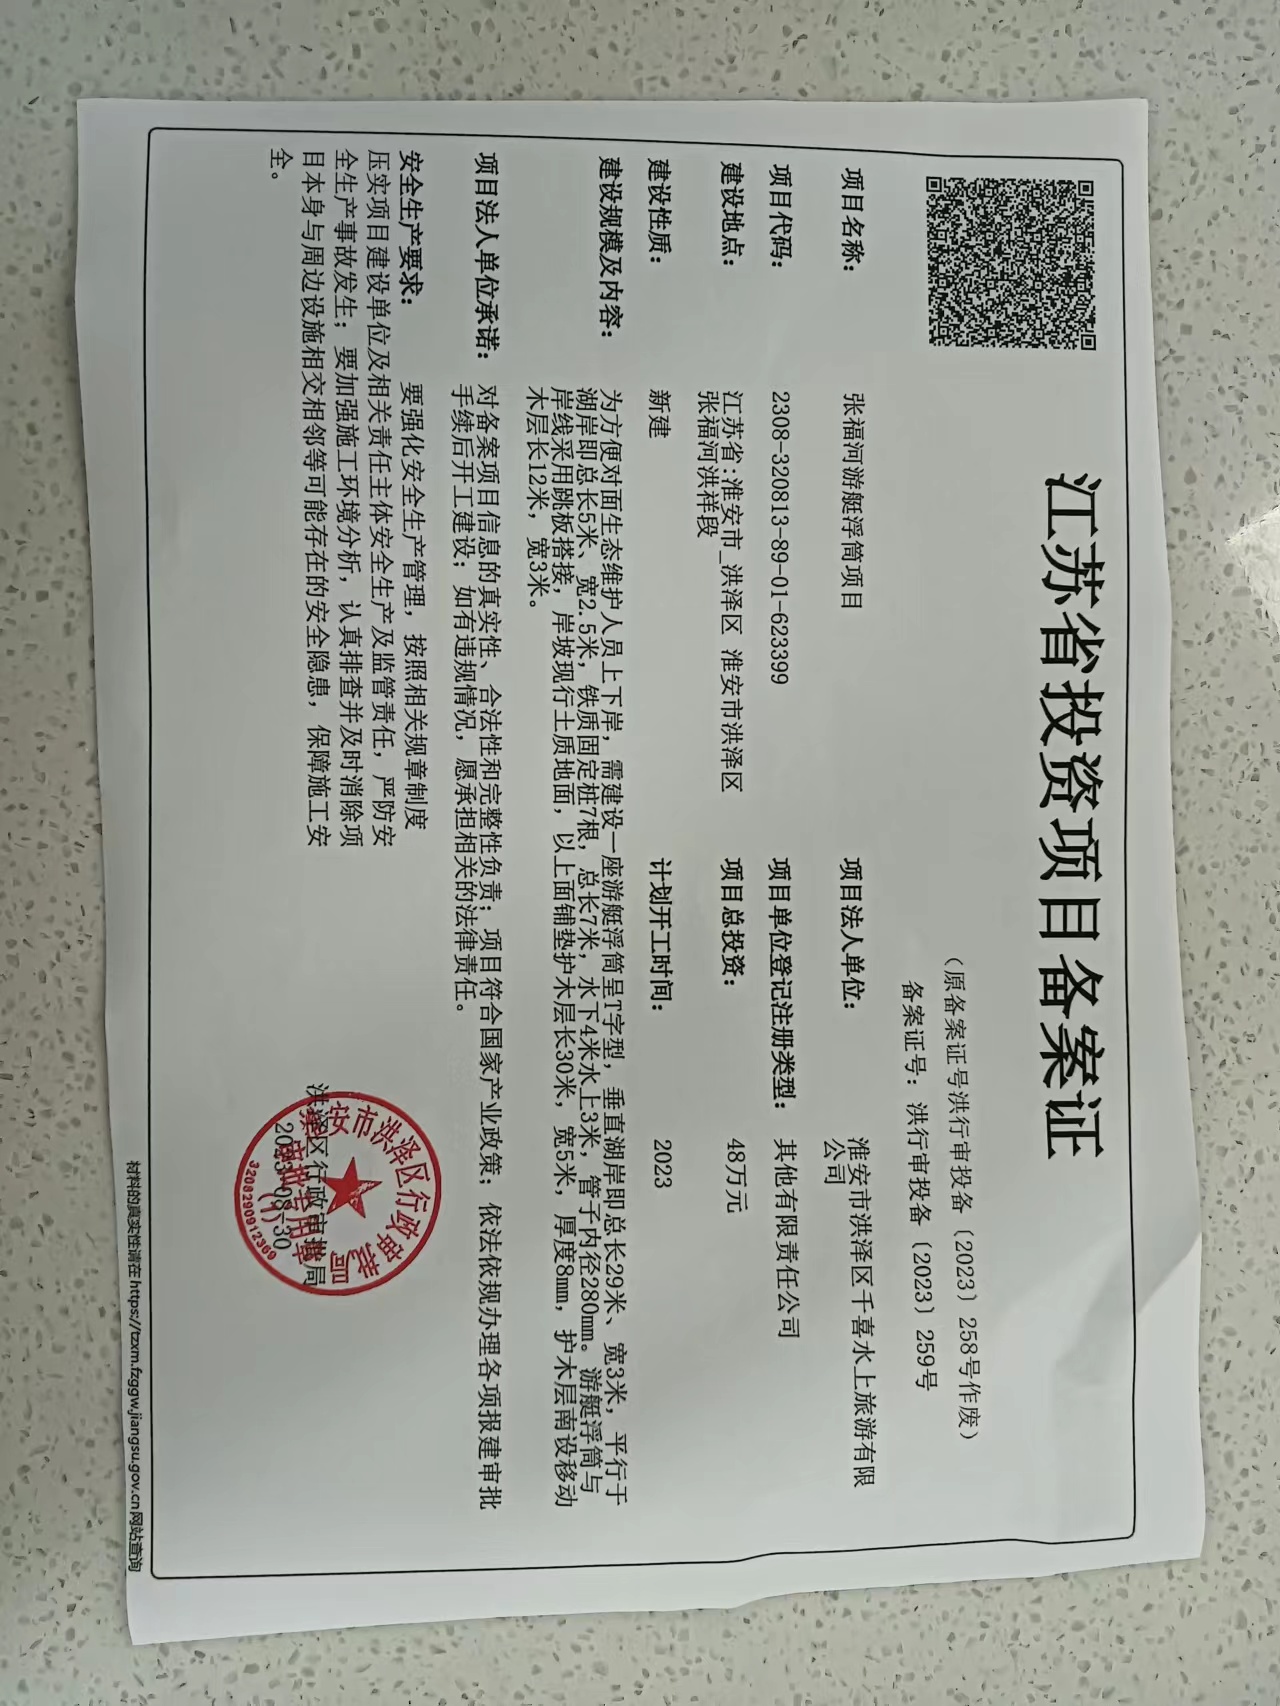 江苏省投资项目备案证
（原备案证号洪行审投备〔2023〕258号作废）
备案证号：洪行审投备〔2023〕259号
项目名称： 张福河游艇浮筒项目 项目法人单位： 淮安市洪泽区千喜水上旅游有限
公司
项目代码： 2308-320813-89-01-623399 项目单位登记注册类型： 其他有限责任公司
建设地点： 江苏省:淮安市_洪泽区 淮安市洪泽区 项目总投资： 48万元
张福河洪祥段
建设性质： 新建 计划开工时间： 2023
建设规模及内容： 为方便对面生态维护人员上下岸，需建设一座游艇浮筒呈T字型，垂直湖岸即总长29米、宽3米，平行于
湖岸即总长5米、宽2.5米，铁质固定桩7根，总长7米，水下4米水上3米，管子内径280mm。游艇浮筒与
岸线采用跳板搭接，岸坡现行土质地面，以上面铺垫护木层长30米，宽5米，厚度8mm，护木层南设移动
木层长12米，宽3米。
项目法人单位承诺： 对备案项目信息的真实性、合法性和完整性负责；项目符合国家产业政策；依法依规办理各项报建审批
手续后开工建设；如有违规情况，愿承担相关的法律责任。
安全生产要求： 要强化安全生产管理，按照相关规章制度
压实项目建设单位及相关责任主体安全生产及监管责任，严防安
全生产事故发生；要加强施工环境分析，认真排查并及时消除项
目本身与周边设施相交相邻等可能存在的安全隐患，保障施工安
全。
淮安市洪泽区行政审批局
洪泽区行政审批局
审批专用章
2023-08-30
(1)
3208290912369
材料的真实性请在https://tzxm.fzggw.jiangsu.gov.cn网站查询